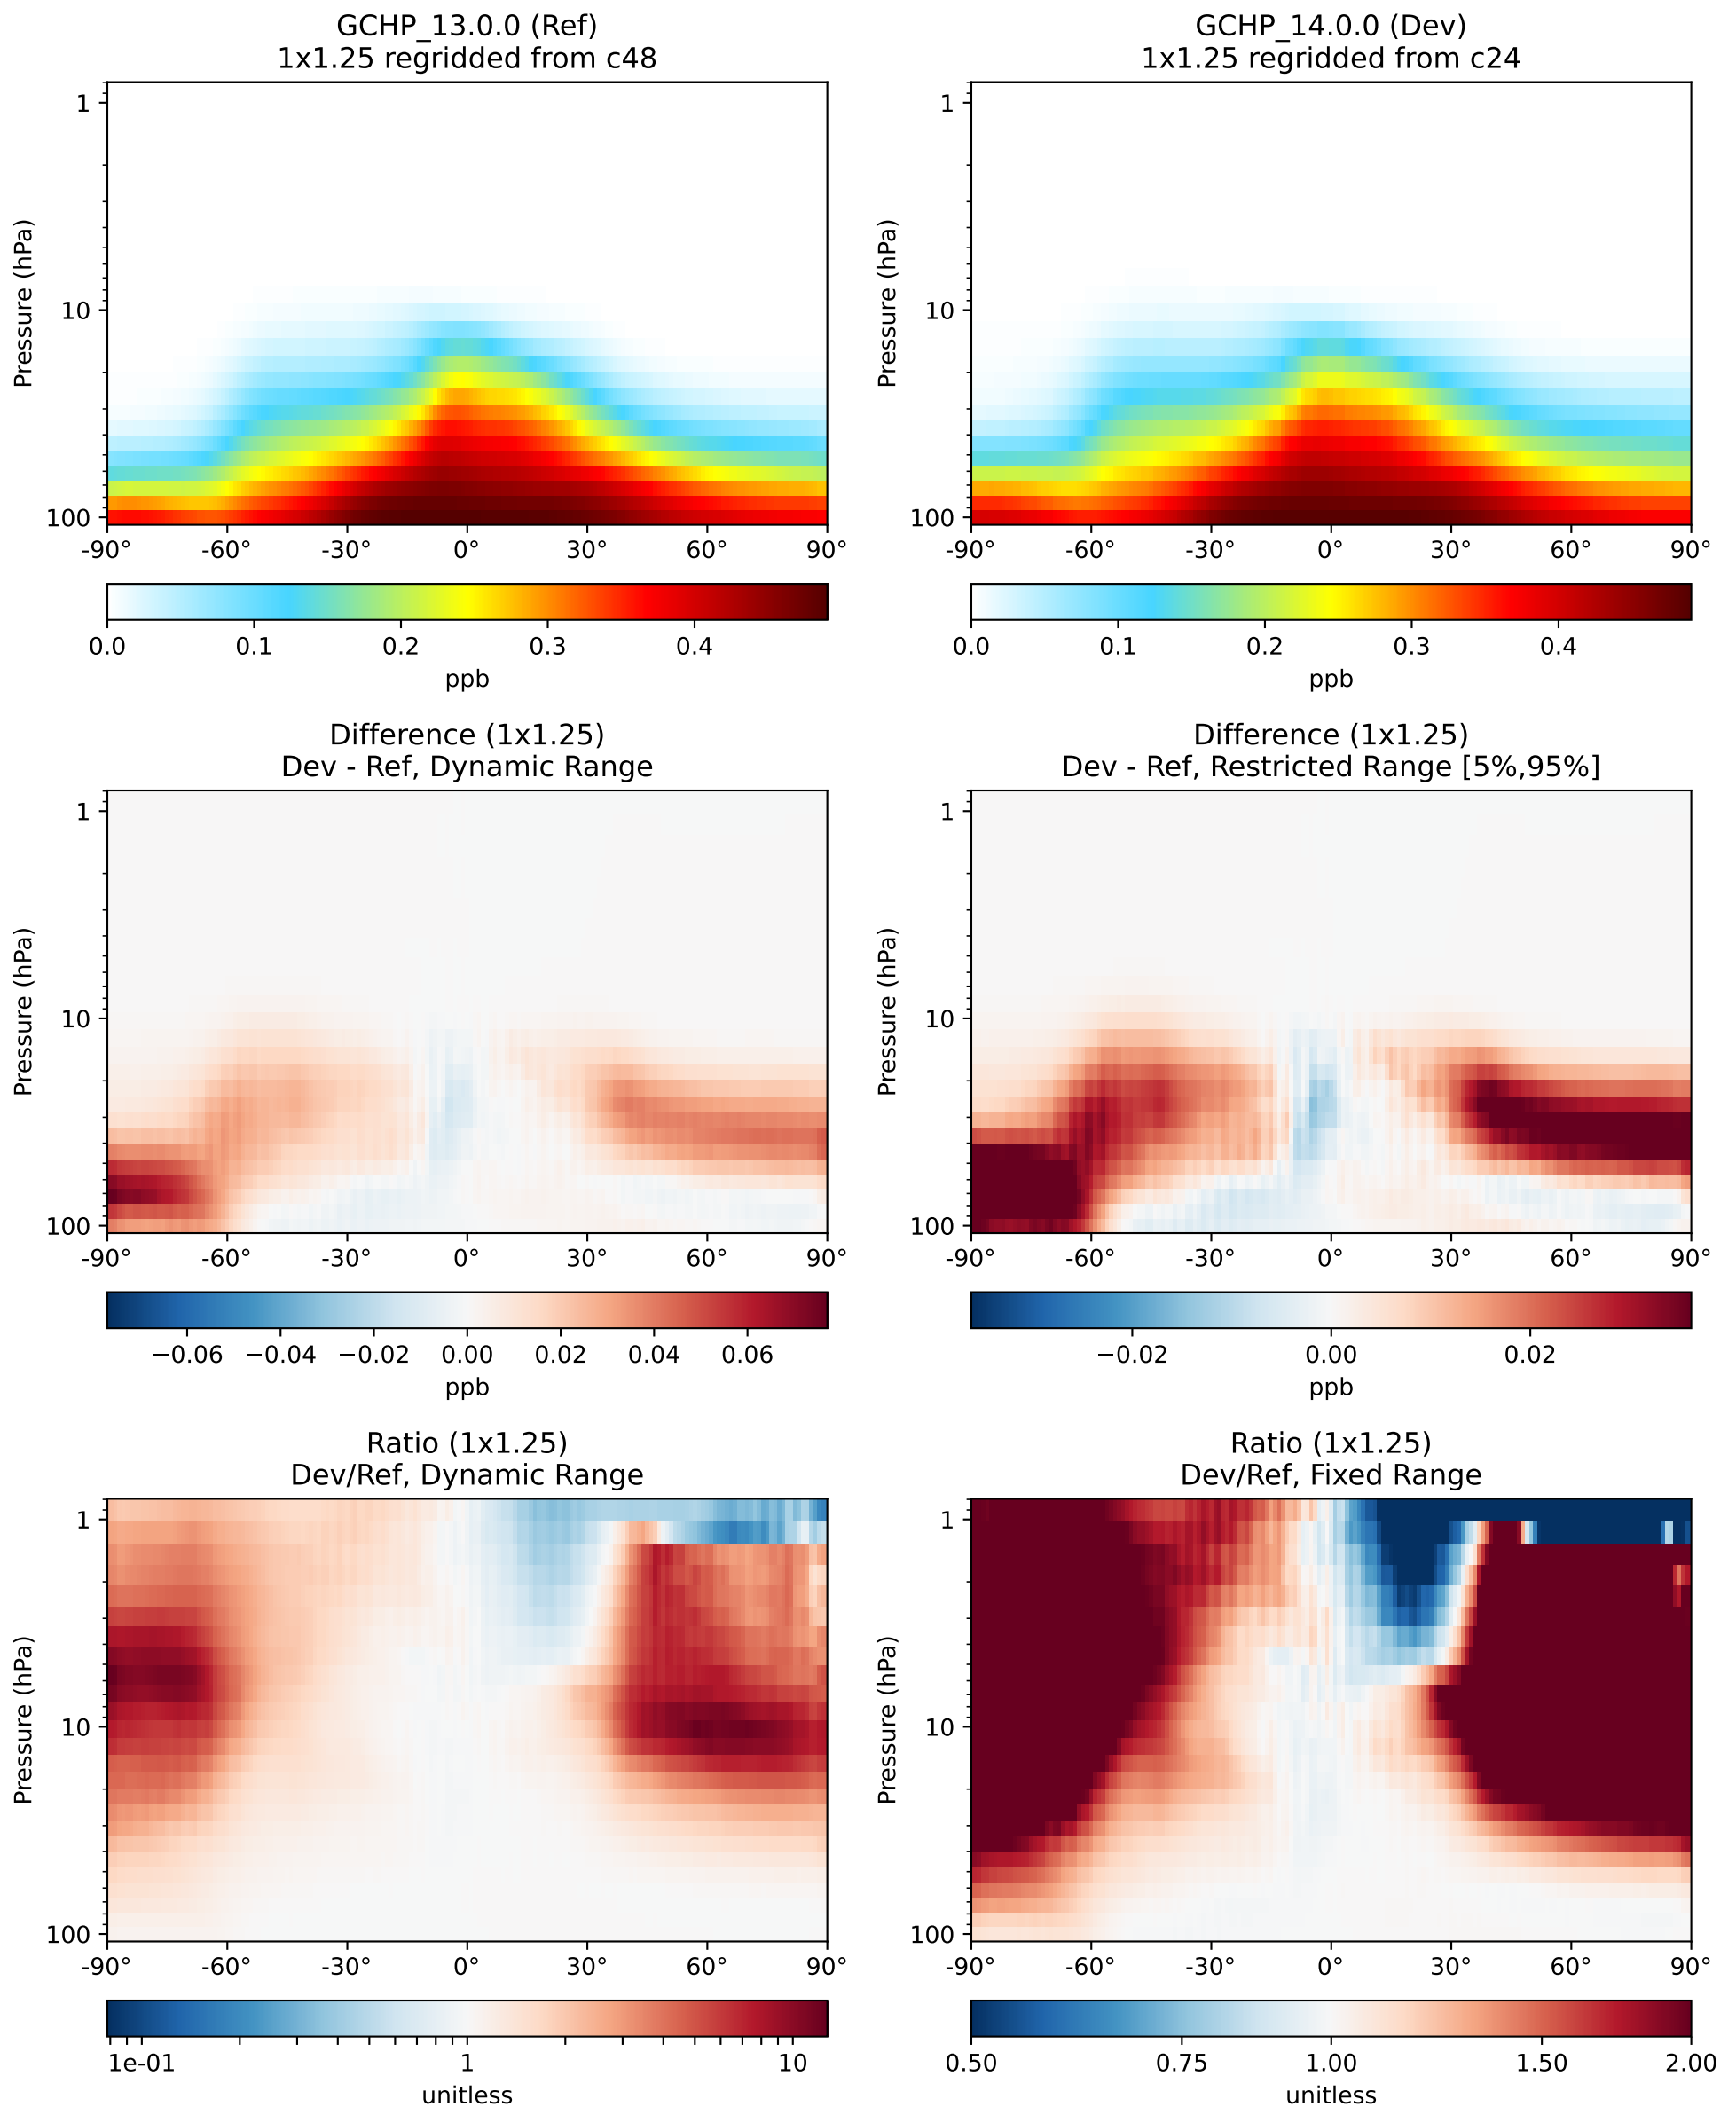 GCHP_13.0.0 (Ref)
1x1.25 regridded from c48
Pressure (hPa)
1
10
100
-90° -60° -30° 0° 30° 60° 90°
0.0 0.1 0.2 0.3 0.4
ppb
GCHP_14.0.0 (Dev)
1x1.25 regridded from c24
Pressure (hPa)
1
10
100
-90° -60° -30° 0° 30° 60° 90°
0.0 0.1 0.2 0.3 0.4
ppb
Difference (1x1.25)
Dev - Ref, Dynamic Range
Pressure (hPa)
1
10
100
-90° -60° -30° 0° 30° 60° 90°
−0.06 −0.04 −0.02 0.00 0.02 0.04 0.06
ppb
Difference (1x1.25)
Dev - Ref, Restricted Range [5%,95%]
Pressure (hPa)
1
10
100
-90° -60° -30° 0° 30° 60° 90°
−0.02 0.00 0.02
ppb
Ratio (1x1.25)
Dev/Ref, Dynamic Range
Pressure (hPa)
1
10
100
-90° -60° -30° 0° 30° 60° 90°
1e-01 1 10
unitless
Ratio (1x1.25)
Dev/Ref, Fixed Range
Pressure (hPa)
1
10
100
-90° -60° -30° 0° 30° 60° 90°
0.50 0.75 1.00 1.50 2.00
unitless